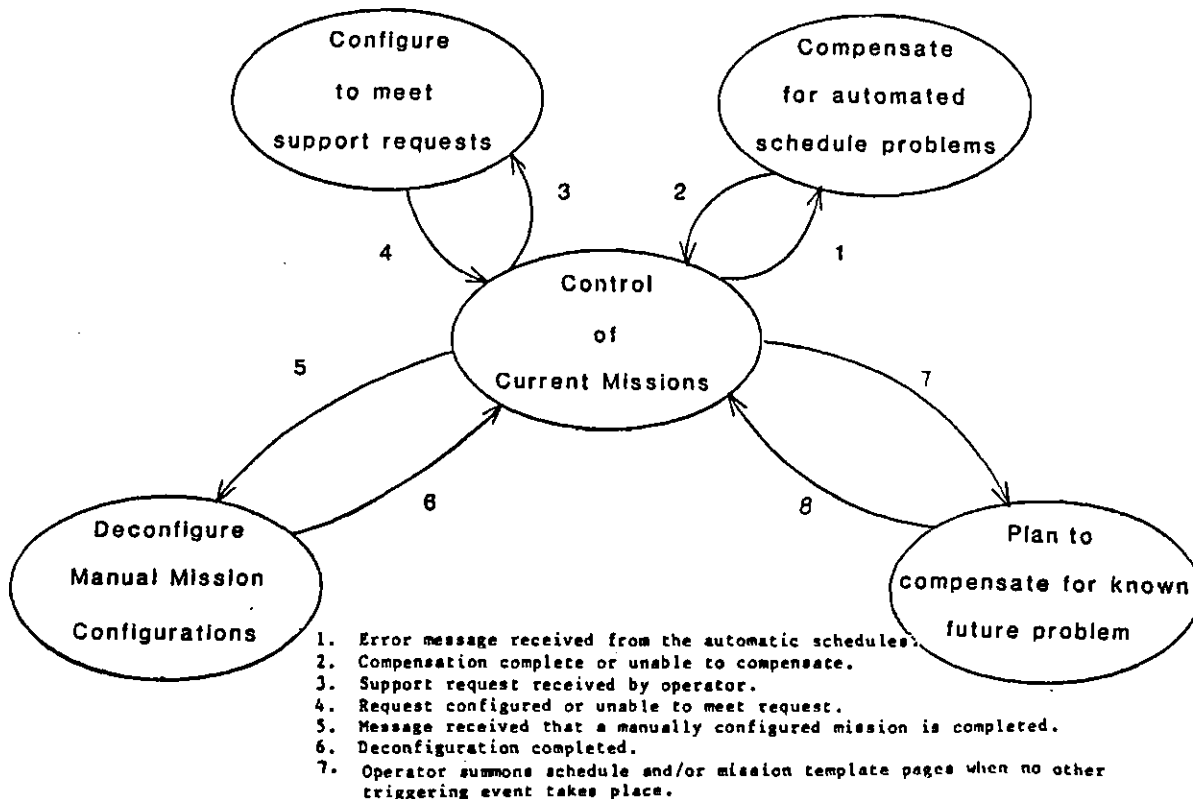 Configure
to meet
support requests
Compensate
for automated
schedule problems
3
4
2
1
Control
of
Current Missions
5
6
7
8
Deconfigure
Manual Mission
Configurations
Plan to
compensate for known
future problem
1. Error message received from the automatic schedules.
2. Compensation complete or unable to compensate.
3. Support request received by operator.
4. Request configured or unable to meet request.
5. Message received that a manually configured mission is completed.
6. Deconfiguration completed.
7. Operator summons schedule and/or mission template pages when no other
triggering event takes place.